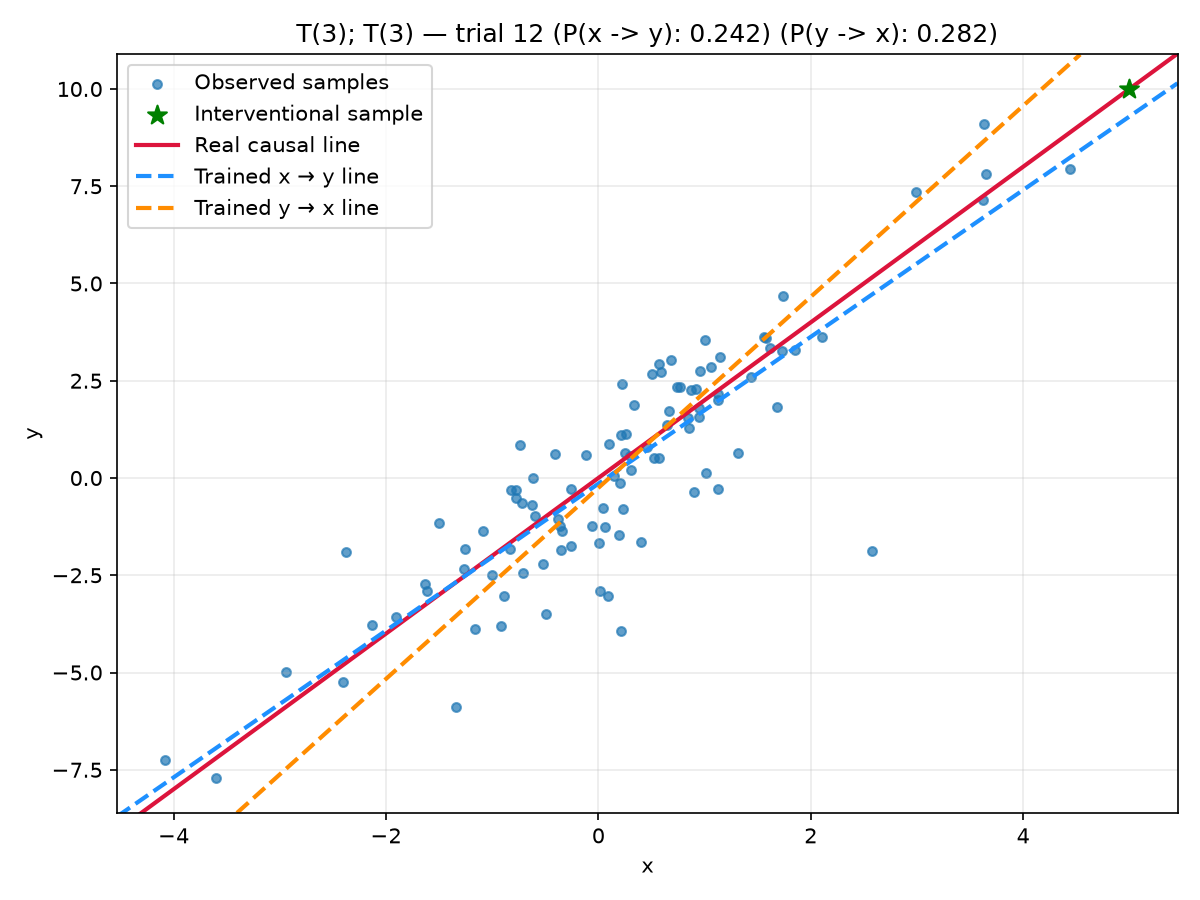 T(3); T(3) — trial 12 (P(x -> y): 0.242) (P(y -> x): 0.282)
Observed samples
Interventional sample
Real causal line
Trained x → y line
Trained y → x line
10.0
7.5
5.0
2.5
0.0
−2.5
−5.0
−7.5
y
−4
−2
0
2
4
x